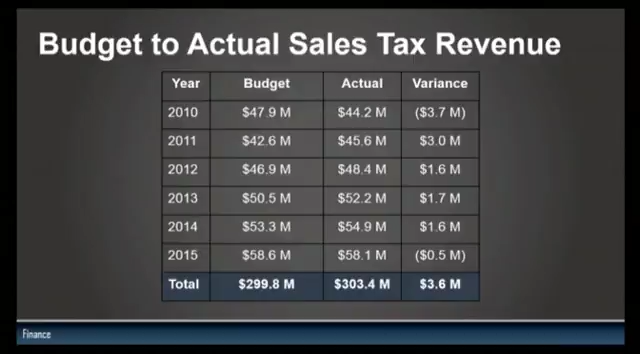 Budget to Actual Sales Tax Revenue
Year Budget Actual Variance
2010 $47.9 M $44.2 M ($3.7 M)
2011 $42.6 M $45.6 M $3.0 M
2012 $46.9 M $48.4 M $1.6 M
2013 $50.5 M $52.2 M $1.7 M
2014 $53.3 M $54.9 M $1.6 M
2015 $58.6 M $58.1 M ($0.5 M)
Total $299.8 M $303.4 M $3.6 M
Finance